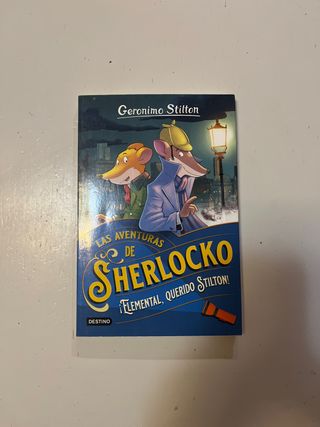 Geronimo Stilton
LAS AVENTURAS
DE
SHERLOCKO
¡ELEMENTAL, QUERIDO STILTON!
DESTINO